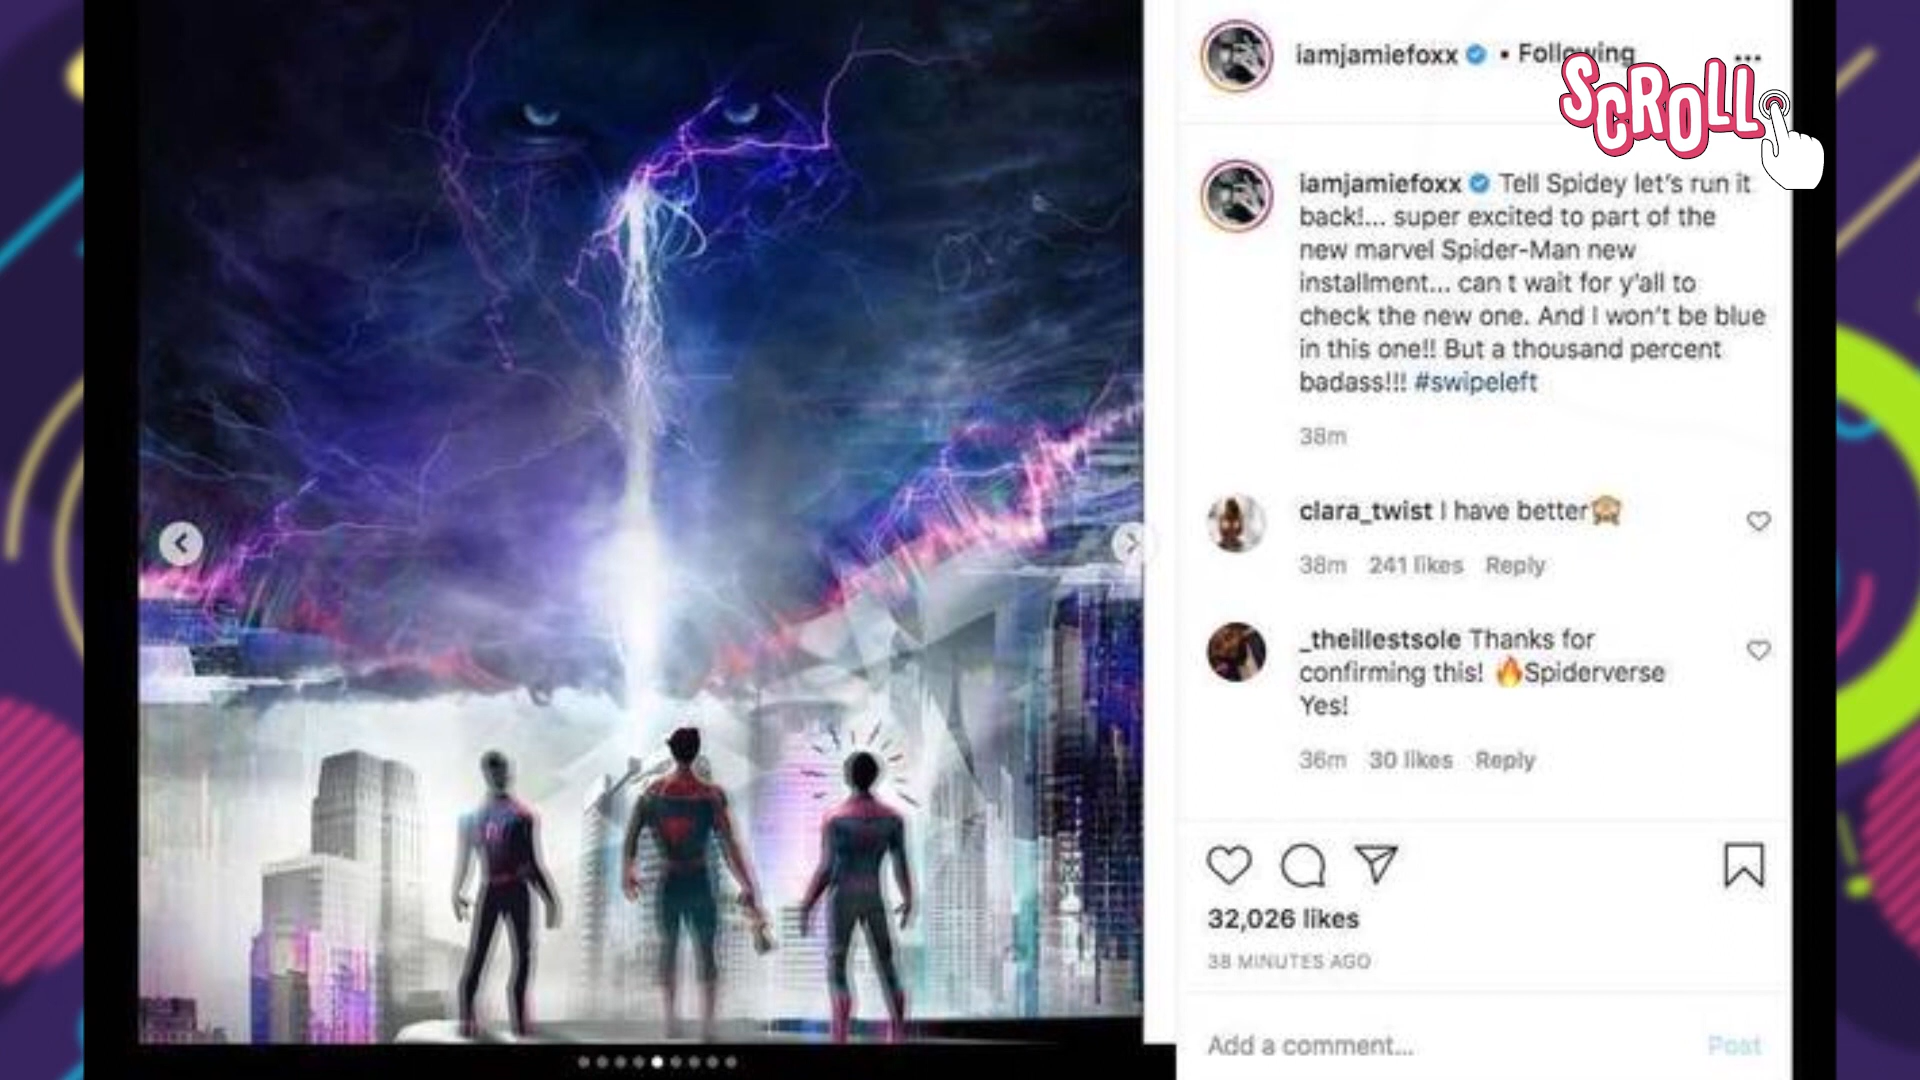 iamjamiefoxx • Following
SCROLL
iamjamiefoxx Tell Spidey let's run it
back!... super excited to part of the
new marvel Spider-Man new
installment... can t wait for y'all to
check the new one. And I won't be blue
in this one!! But a thousand percent
badass!!! #swipeleft
38m
clara_twist I have better🙈
38m 241 likes Reply
_theillestsole Thanks for
confirming this! 🔥Spiderverse
Yes!
36m 30 likes Reply
32,026 likes
38 MINUTES AGO
Add a comment... Post